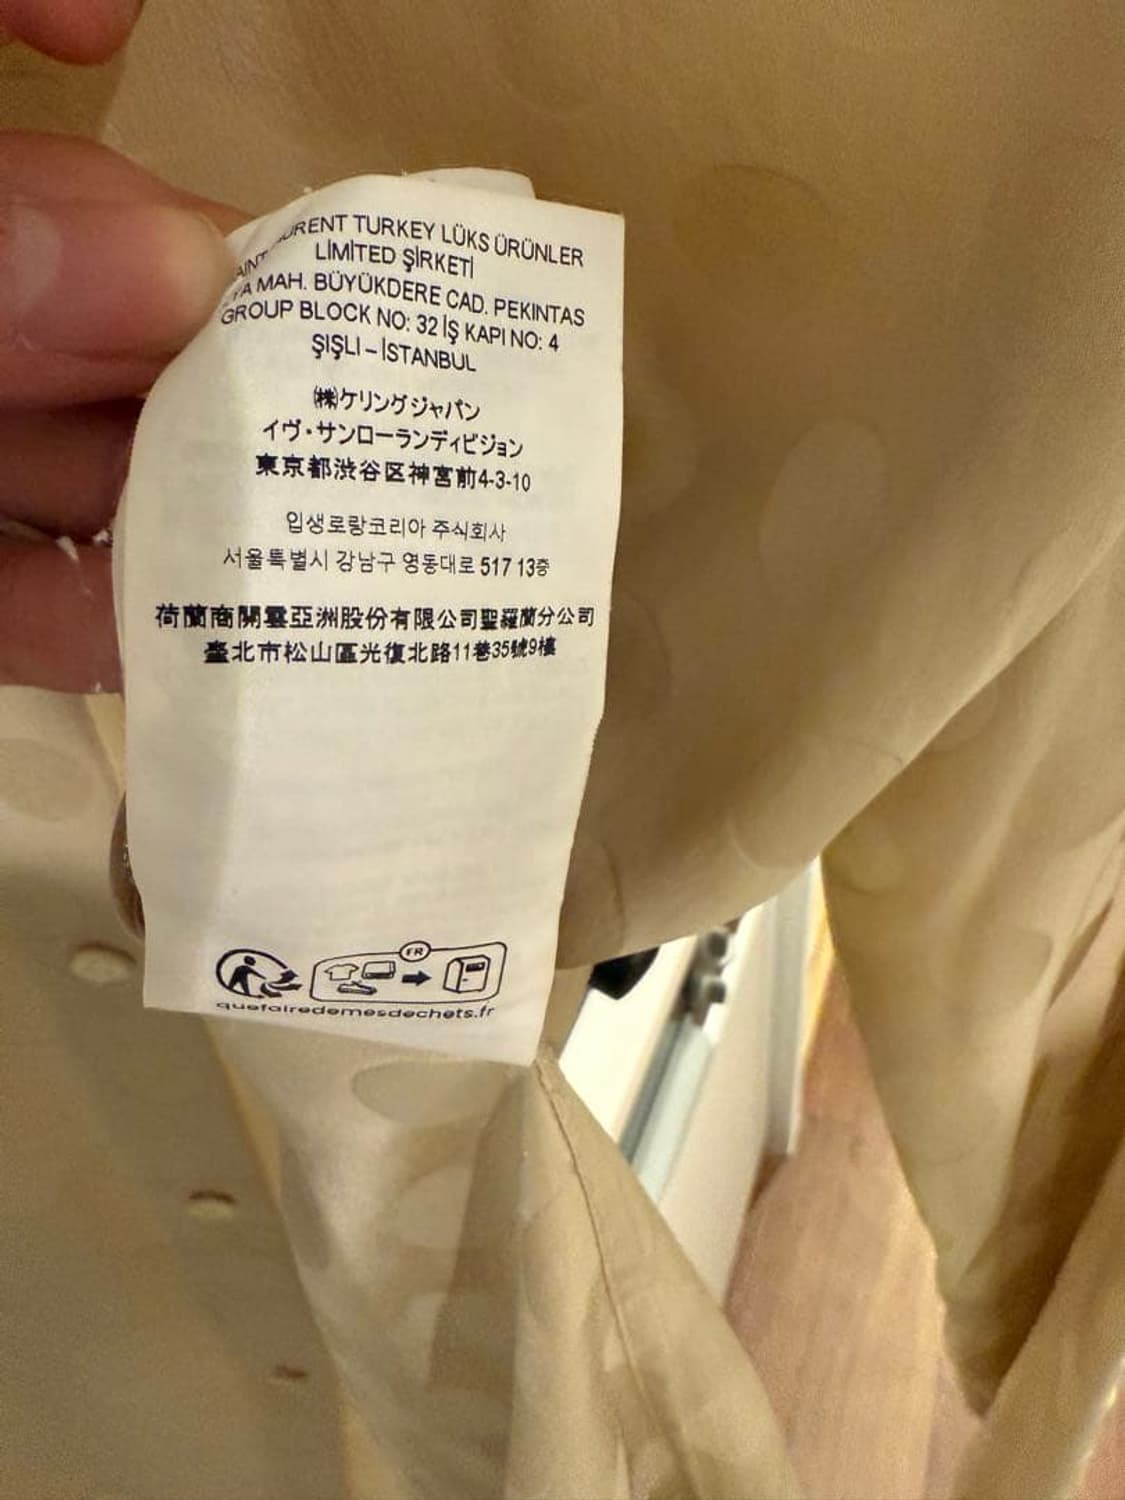 TURKEY LÜKS ÜRÜNLER
LİMİTED ŞİRKETİ
MAH. BÜYÜKDERE CAD. PEKINTAS
GROUP BLOCK NO: 32 İŞ KAPI NO: 4
ŞIŞLI – İSTANBUL
㈱ケリングジャパン
イヴ・サンローランディビジョン
東京都渋谷区神宮前4-3-10
입생로랑코리아 주식회사
서울특별시 강남구 영동대로 517 13층
荷蘭商開雲亞洲股份有限公司聖羅蘭分公司
臺北市松山區光復北路11巷35號9樓
FR
quefairedemesdechets.fr